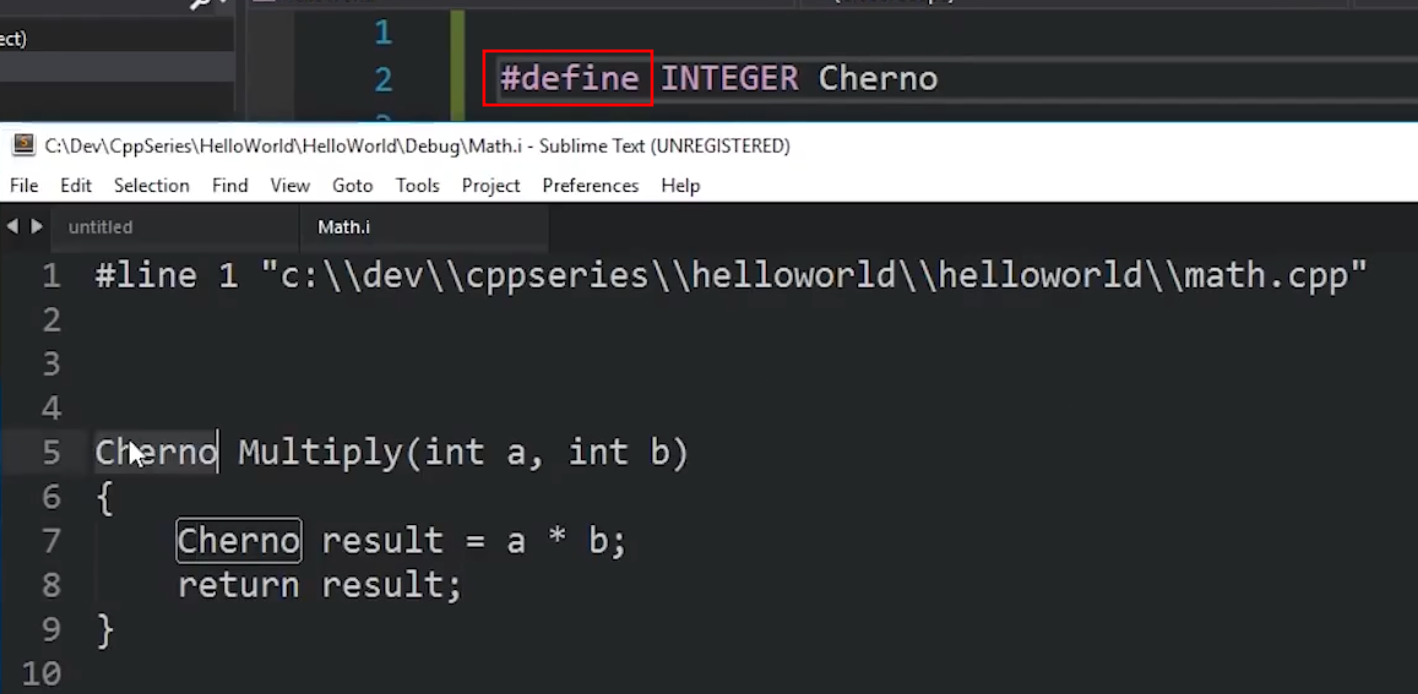 ect)
1
2 #define INTEGER Cherno
C:\Dev\CppSeries\HelloWorld\HelloWorld\Debug\Math.i - Sublime Text (UNREGISTERED)
File Edit Selection Find View Goto Tools Project Preferences Help
untitled Math.i
1 #line 1 "c:\\dev\\cppseries\\helloworld\\helloworld\\math.cpp"
2
3
4
5 Cherno Multiply(int a, int b)
6 {
7 Cherno result = a * b;
8 return result;
9 }
10